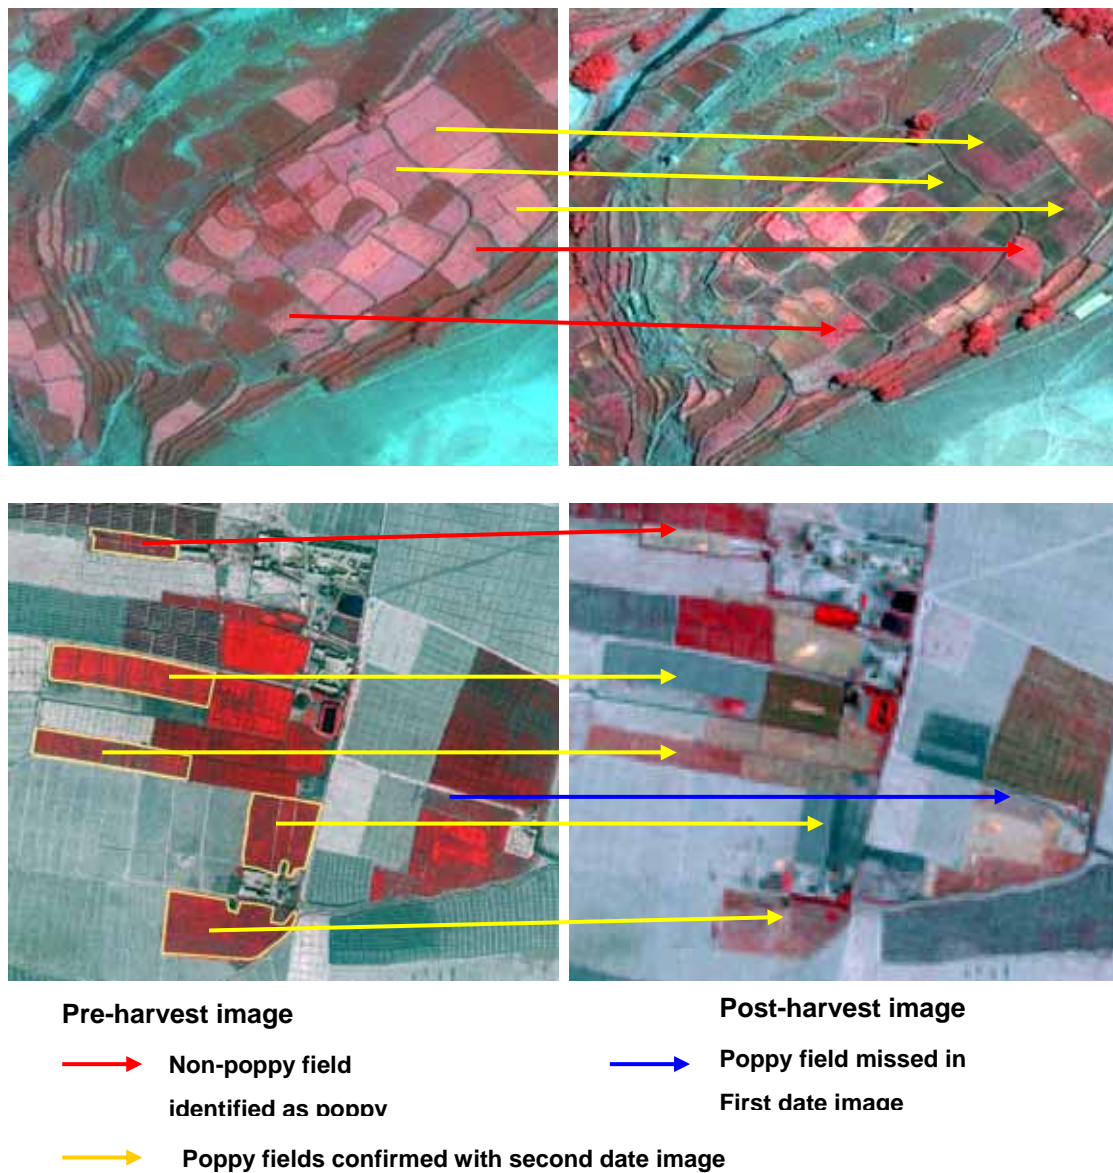 Pre-harvest image
Post-harvest image
Non-poppy field
identified as poppy
Poppy field missed in
First date image
Poppy fields confirmed with second date image